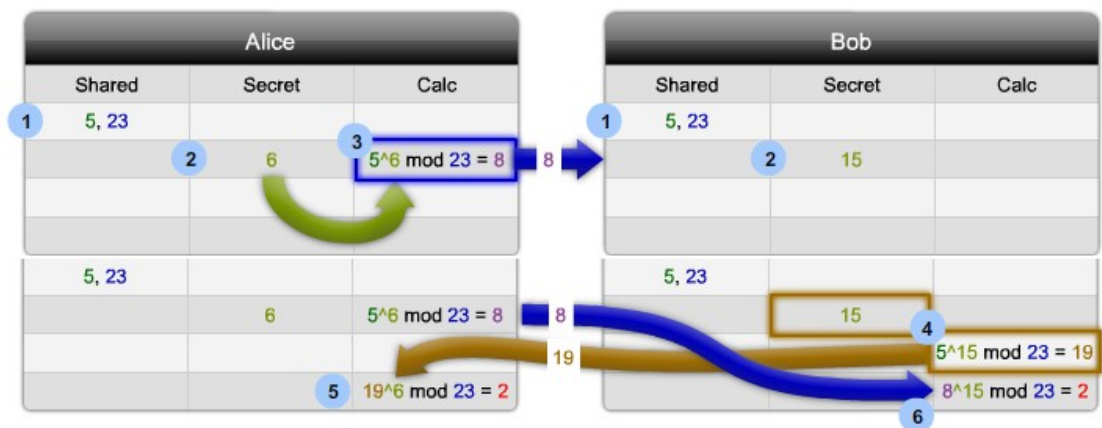 Alice Bob
Shared Secret Calc Shared Secret Calc
1 5, 23 1 5, 23
2 6 3 5^6 mod 23 = 8 8 2 15
5, 23 5, 23
6 5^6 mod 23 = 8 8 15 4
19 5^15 mod 23 = 19
5 19^6 mod 23 = 2 8^15 mod 23 = 2
6